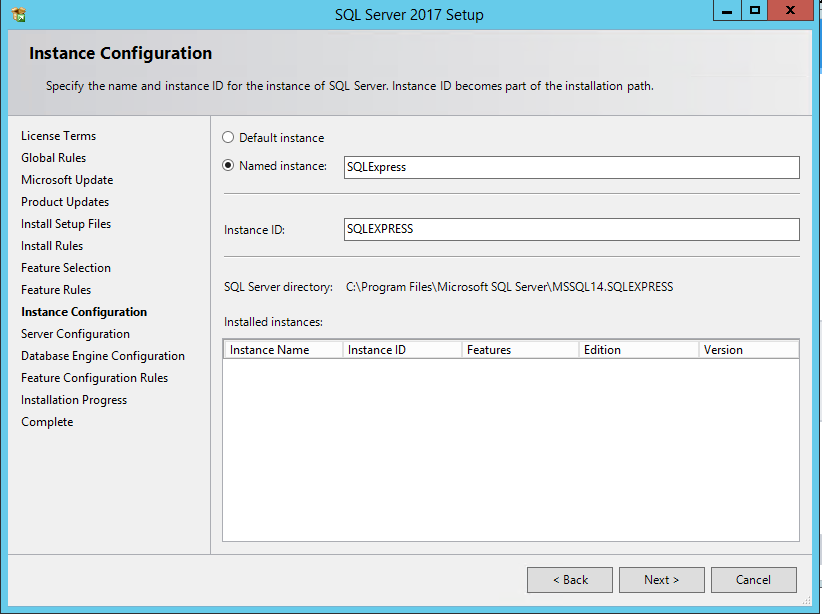 SQL Server 2017 Setup
Instance Configuration
Specify the name and instance ID for the instance of SQL Server. Instance ID becomes part of the installation path.
License Terms
Global Rules
Microsoft Update
Product Updates
Install Setup Files
Install Rules
Feature Selection
Feature Rules
Instance Configuration
Server Configuration
Database Engine Configuration
Feature Configuration Rules
Installation Progress
Complete
Default instance
Named instance: SQLExpress
Instance ID: SQLEXPRESS
SQL Server directory: C:\Program Files\Microsoft SQL Server\MSSQL14.SQLEXPRESS
Installed instances:
Instance Name Instance ID Features Edition Version
< Back Next > Cancel